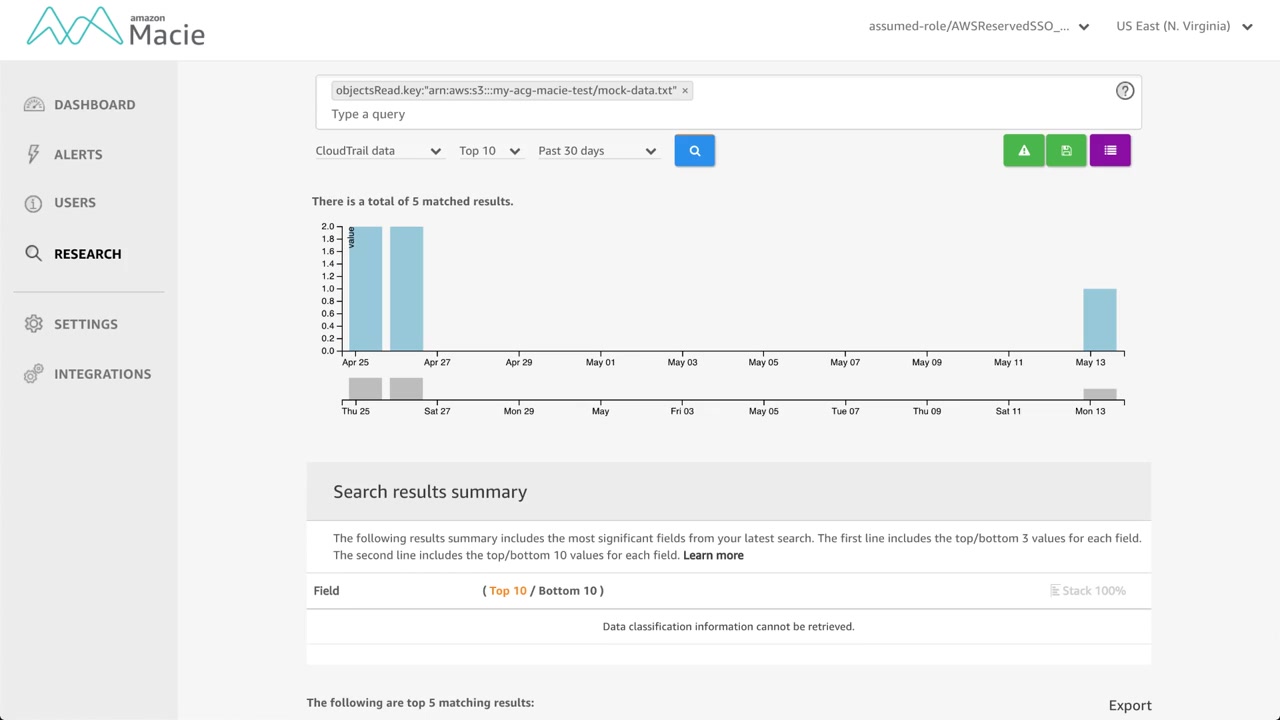 amazon
Macie
assumed-role/AWSReservedSSO_...
US East (N. Virginia)
DASHBOARD
ALERTS
USERS
RESEARCH
SETTINGS
INTEGRATIONS
objectsRead.key:"arn:aws:s3:::my-acg-macie-test/mock-data.txt" ×
Type a query
CloudTrail data
Top 10
Past 30 days
There is a total of 5 matched results.
value
2.0
1.8
1.6
1.4
1.2
1.0
0.8
0.6
0.4
0.2
0.0
Apr 25 Apr 27 Apr 29 May 01 May 03 May 05 May 07 May 09 May 11 May 13
Thu 25 Sat 27 Mon 29 May Fri 03 May 05 Tue 07 Thu 09 Sat 11 Mon 13
Search results summary
The following results summary includes the most significant fields from your latest search. The first line includes the top/bottom 3 values for each field.
The second line includes the top/bottom 10 values for each field. Learn more
Field ( Top 10 / Bottom 10 ) Stack 100%
Data classification information cannot be retrieved.
The following are top 5 matching results:
Export